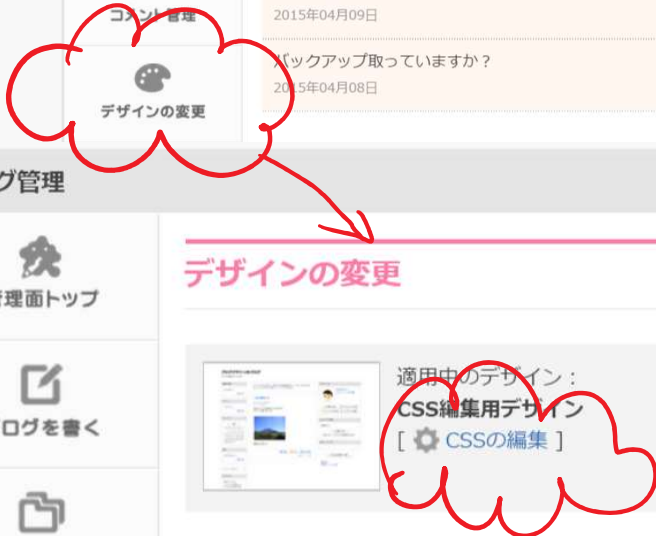 コメント管理
2015年04月09日
バックアップ取っていますか？
2015年04月08日
デザインの変更
グ管理
デザインの変更
管理面トップ
適用中のデザイン：
CSS編集用デザイン
[ CSSの編集 ]
ログを書く